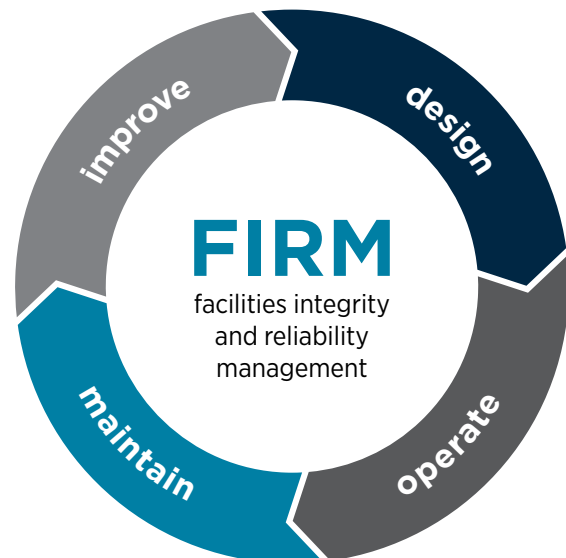 improve
design
FIRM
facilities integrity
and reliability
management
maintain
operate